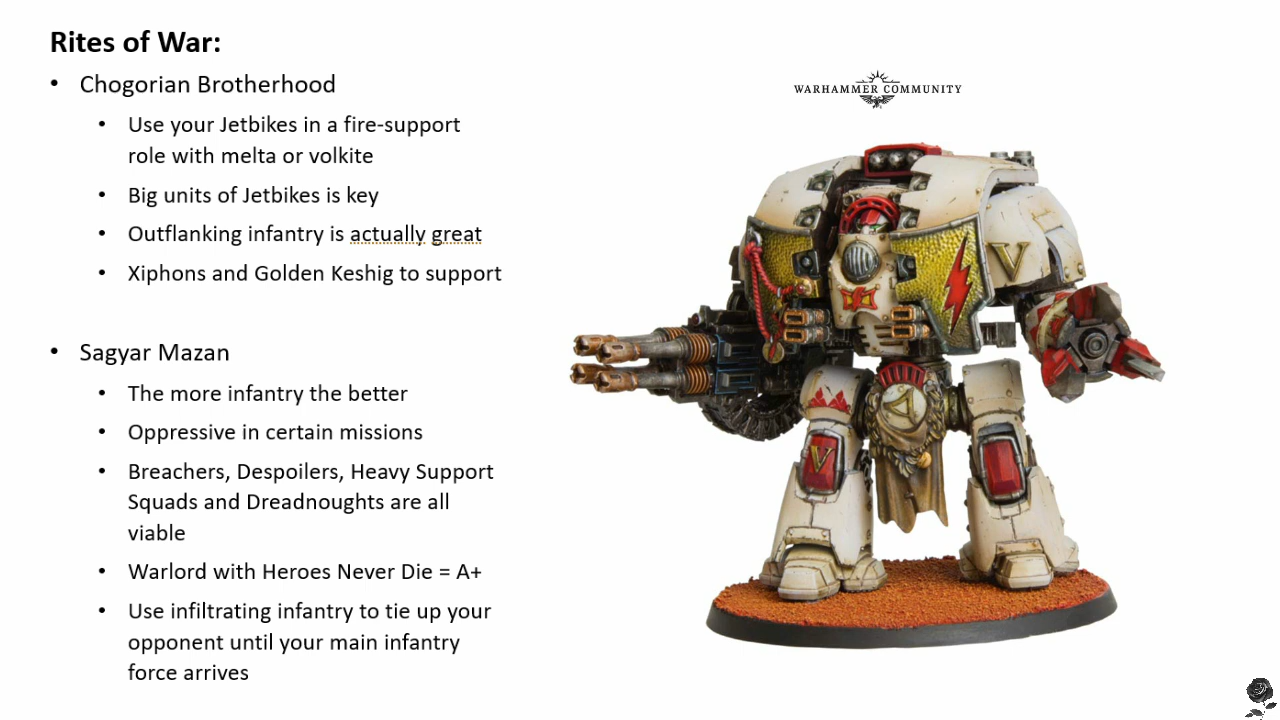 Rites of War:
• Chogorian Brotherhood
• Use your Jetbikes in a fire-support
role with melta or volkite
• Big units of Jetbikes is key
• Outflanking infantry is actually great
• Xiphons and Golden Keshig to support
• Sagyar Mazan
• The more infantry the better
• Oppressive in certain missions
• Breachers, Despoilers, Heavy Support
Squads and Dreadnoughts are all
viable
• Warlord with Heroes Never Die = A+
• Use infiltrating infantry to tie up your
opponent until your main infantry
force arrives
WARHAMMER COMMUNITY
V
V